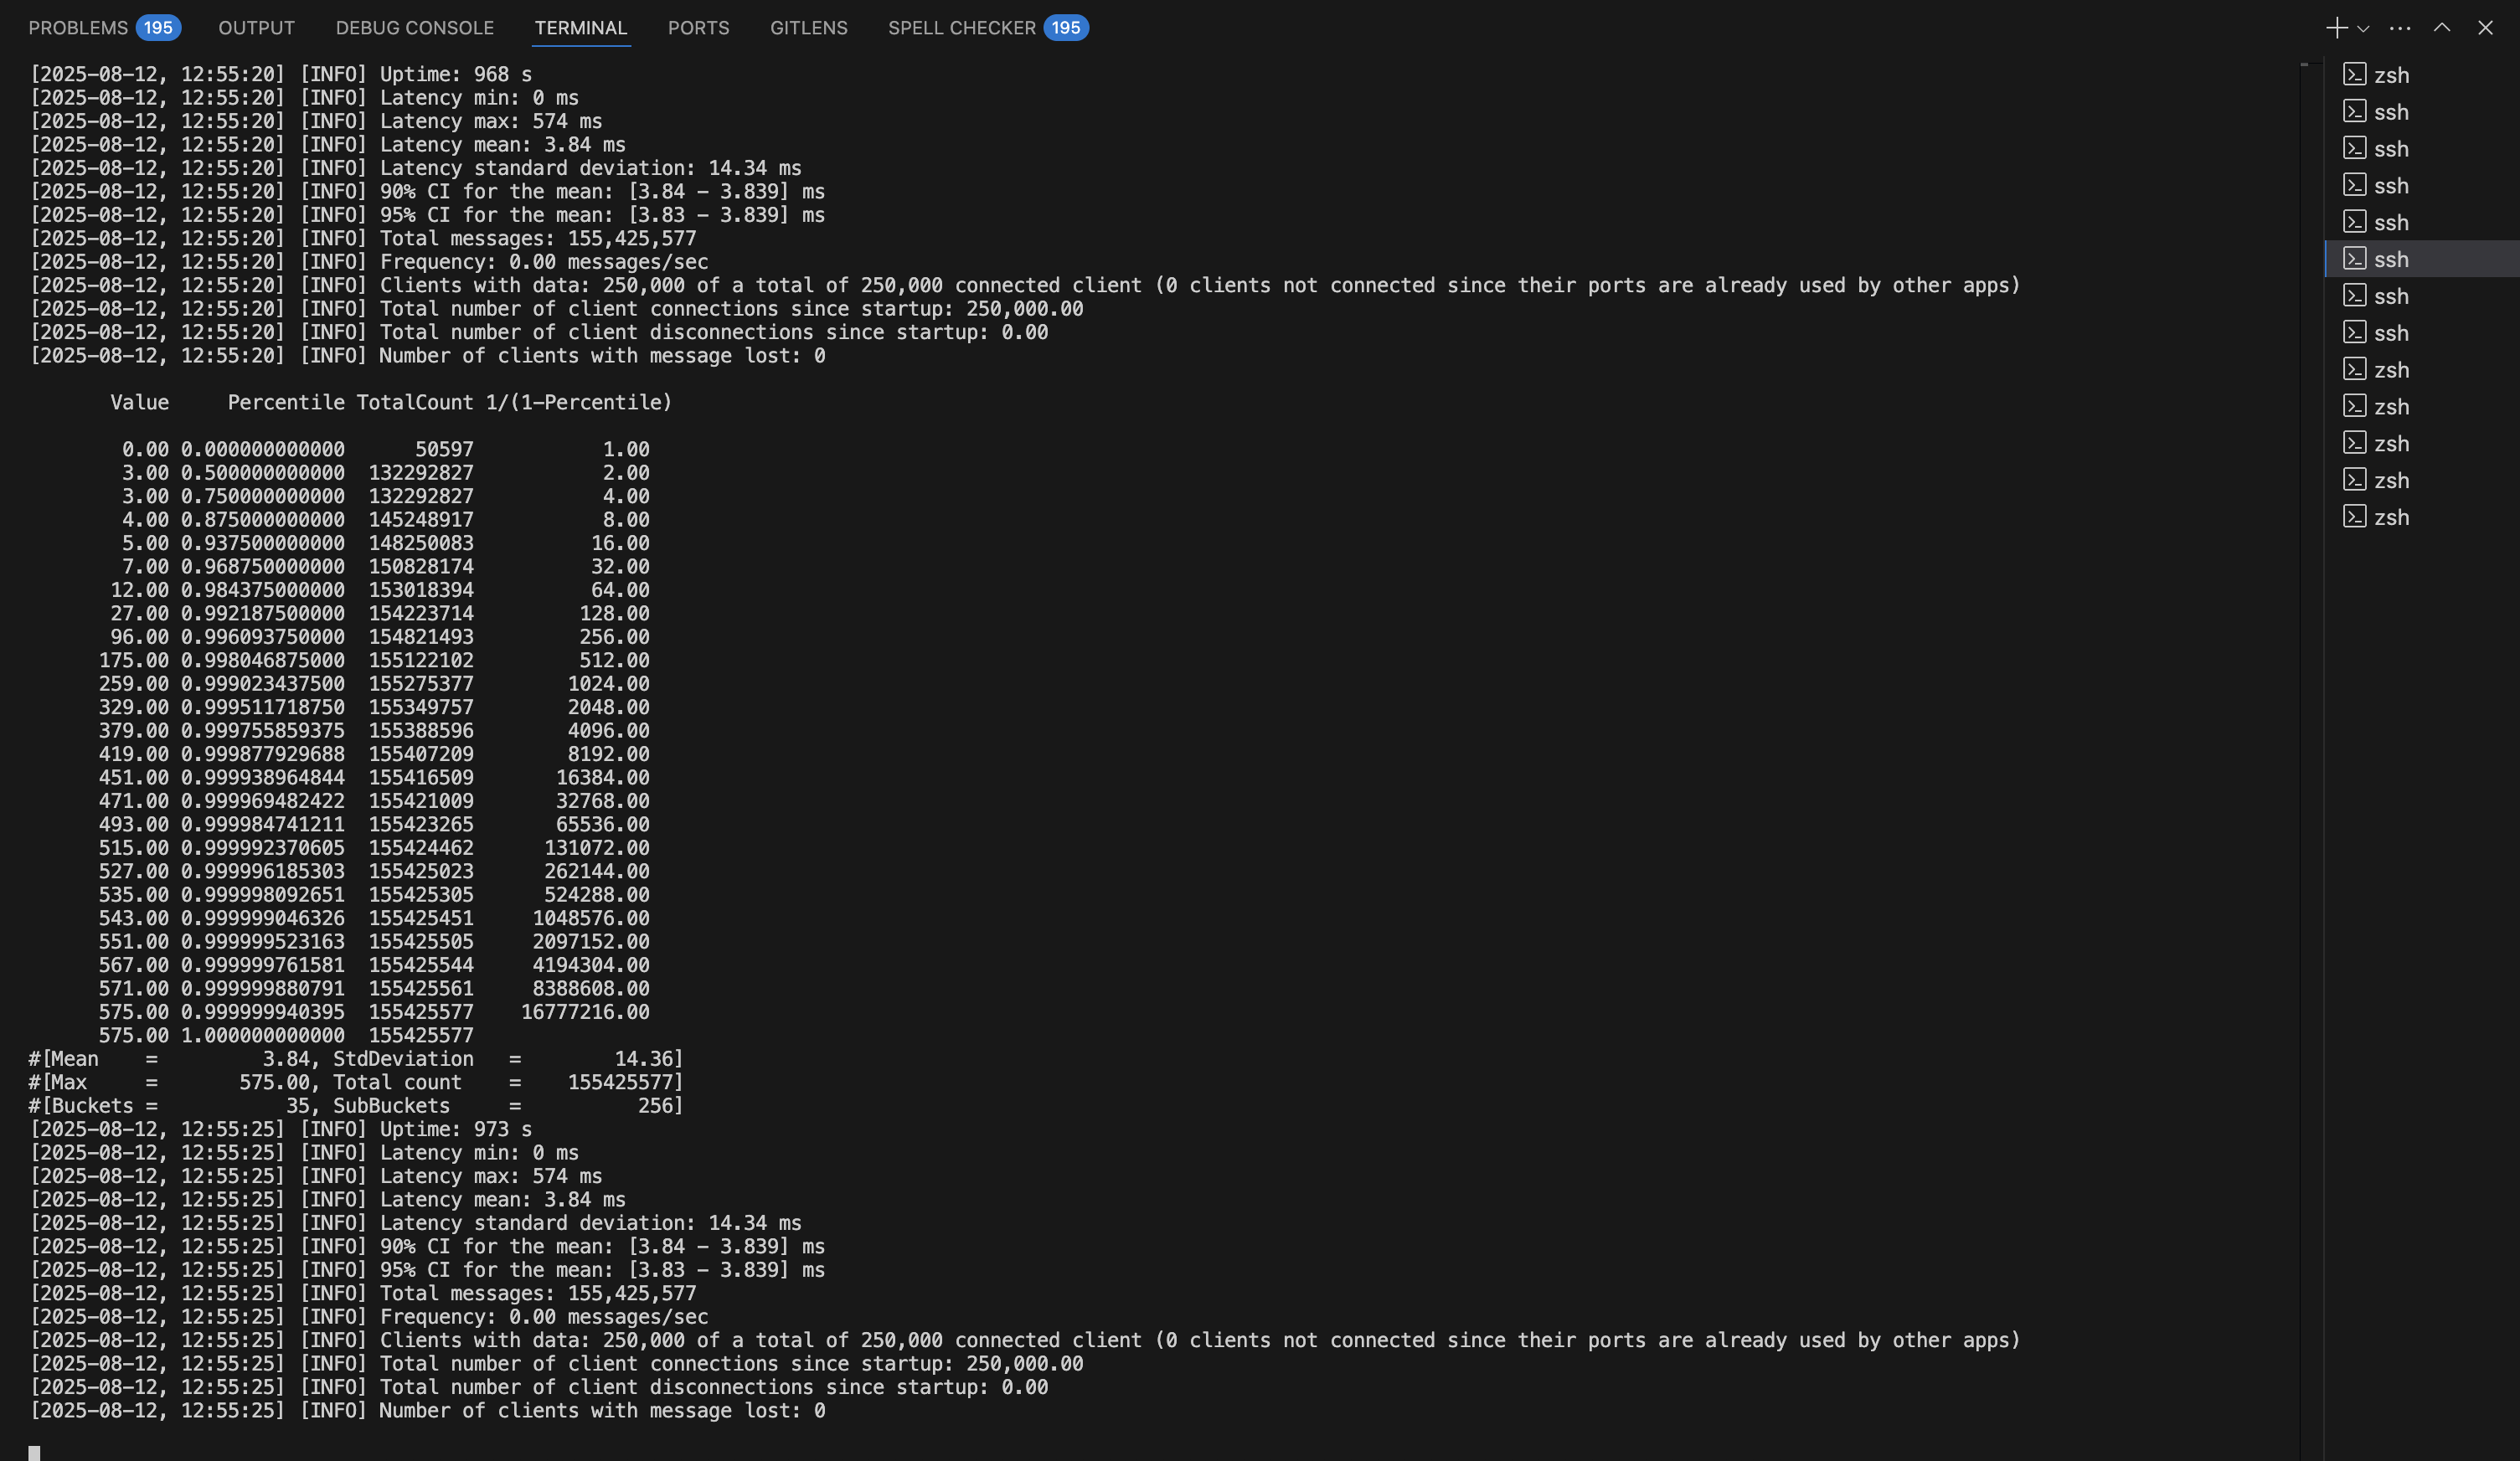 PROBLEMS 195 OUTPUT DEBUG CONSOLE TERMINAL PORTS GITLENS SPELL CHECKER 195
[2025-08-12, 12:55:20] [INFO] Uptime: 968 s
[2025-08-12, 12:55:20] [INFO] Latency min: 0 ms
[2025-08-12, 12:55:20] [INFO] Latency max: 574 ms
[2025-08-12, 12:55:20] [INFO] Latency mean: 3.84 ms
[2025-08-12, 12:55:20] [INFO] Latency standard deviation: 14.34 ms
[2025-08-12, 12:55:20] [INFO] 90% CI for the mean: [3.84 - 3.839] ms
[2025-08-12, 12:55:20] [INFO] 95% CI for the mean: [3.83 - 3.839] ms
[2025-08-12, 12:55:20] [INFO] Total messages: 155,425,577
[2025-08-12, 12:55:20] [INFO] Frequency: 0.00 messages/sec
[2025-08-12, 12:55:20] [INFO] Clients with data: 250,000 of a total of 250,000 connected client (0 clients not connected since their ports are already used by other apps)
[2025-08-12, 12:55:20] [INFO] Total number of client connections since startup: 250,000.00
[2025-08-12, 12:55:20] [INFO] Total number of client disconnections since startup: 0.00
[2025-08-12, 12:55:20] [INFO] Number of clients with message lost: 0
Value Percentile TotalCount 1/(1-Percentile)
0.00 0.000000000000 50597 1.00
3.00 0.500000000000 132292827 2.00
3.00 0.750000000000 132292827 4.00
4.00 0.875000000000 145248917 8.00
5.00 0.937500000000 148250083 16.00
7.00 0.968750000000 150828174 32.00
12.00 0.984375000000 153018394 64.00
27.00 0.992187500000 154223714 128.00
96.00 0.996093750000 154821493 256.00
175.00 0.998046875000 155122102 512.00
259.00 0.999023437500 155275377 1024.00
329.00 0.999511718750 155349757 2048.00
379.00 0.999755859375 155388596 4096.00
419.00 0.999877929688 155407209 8192.00
451.00 0.999938964844 155416509 16384.00
471.00 0.999969482422 155421009 32768.00
493.00 0.999984741211 155423265 65536.00
515.00 0.999992370605 155424462 131072.00
527.00 0.999996185303 155425023 262144.00
535.00 0.999998092651 155425305 524288.00
543.00 0.999999046326 155425451 1048576.00
551.00 0.999999523163 155425505 2097152.00
567.00 0.999999761581 155425544 4194304.00
571.00 0.999999880791 155425561 8388608.00
575.00 0.999999940395 155425577 16777216.00
575.00 1.000000000000 155425577
#[Mean = 3.84, StdDeviation = 14.36]
#[Max = 575.00, Total count = 155425577]
#[Buckets = 35, SubBuckets = 256]
[2025-08-12, 12:55:25] [INFO] Uptime: 973 s
[2025-08-12, 12:55:25] [INFO] Latency min: 0 ms
[2025-08-12, 12:55:25] [INFO] Latency max: 574 ms
[2025-08-12, 12:55:25] [INFO] Latency mean: 3.84 ms
[2025-08-12, 12:55:25] [INFO] Latency standard deviation: 14.34 ms
[2025-08-12, 12:55:25] [INFO] 90% CI for the mean: [3.84 - 3.839] ms
[2025-08-12, 12:55:25] [INFO] 95% CI for the mean: [3.83 - 3.839] ms
[2025-08-12, 12:55:25] [INFO] Total messages: 155,425,577
[2025-08-12, 12:55:25] [INFO] Frequency: 0.00 messages/sec
[2025-08-12, 12:55:25] [INFO] Clients with data: 250,000 of a total of 250,000 connected client (0 clients not connected since their ports are already used by other apps)
[2025-08-12, 12:55:25] [INFO] Total number of client connections since startup: 250,000.00
[2025-08-12, 12:55:25] [INFO] Total number of client disconnections since startup: 0.00
[2025-08-12, 12:55:25] [INFO] Number of clients with message lost: 0
zsh
ssh
ssh
ssh
ssh
ssh
ssh
ssh
zsh
zsh
zsh
zsh
zsh